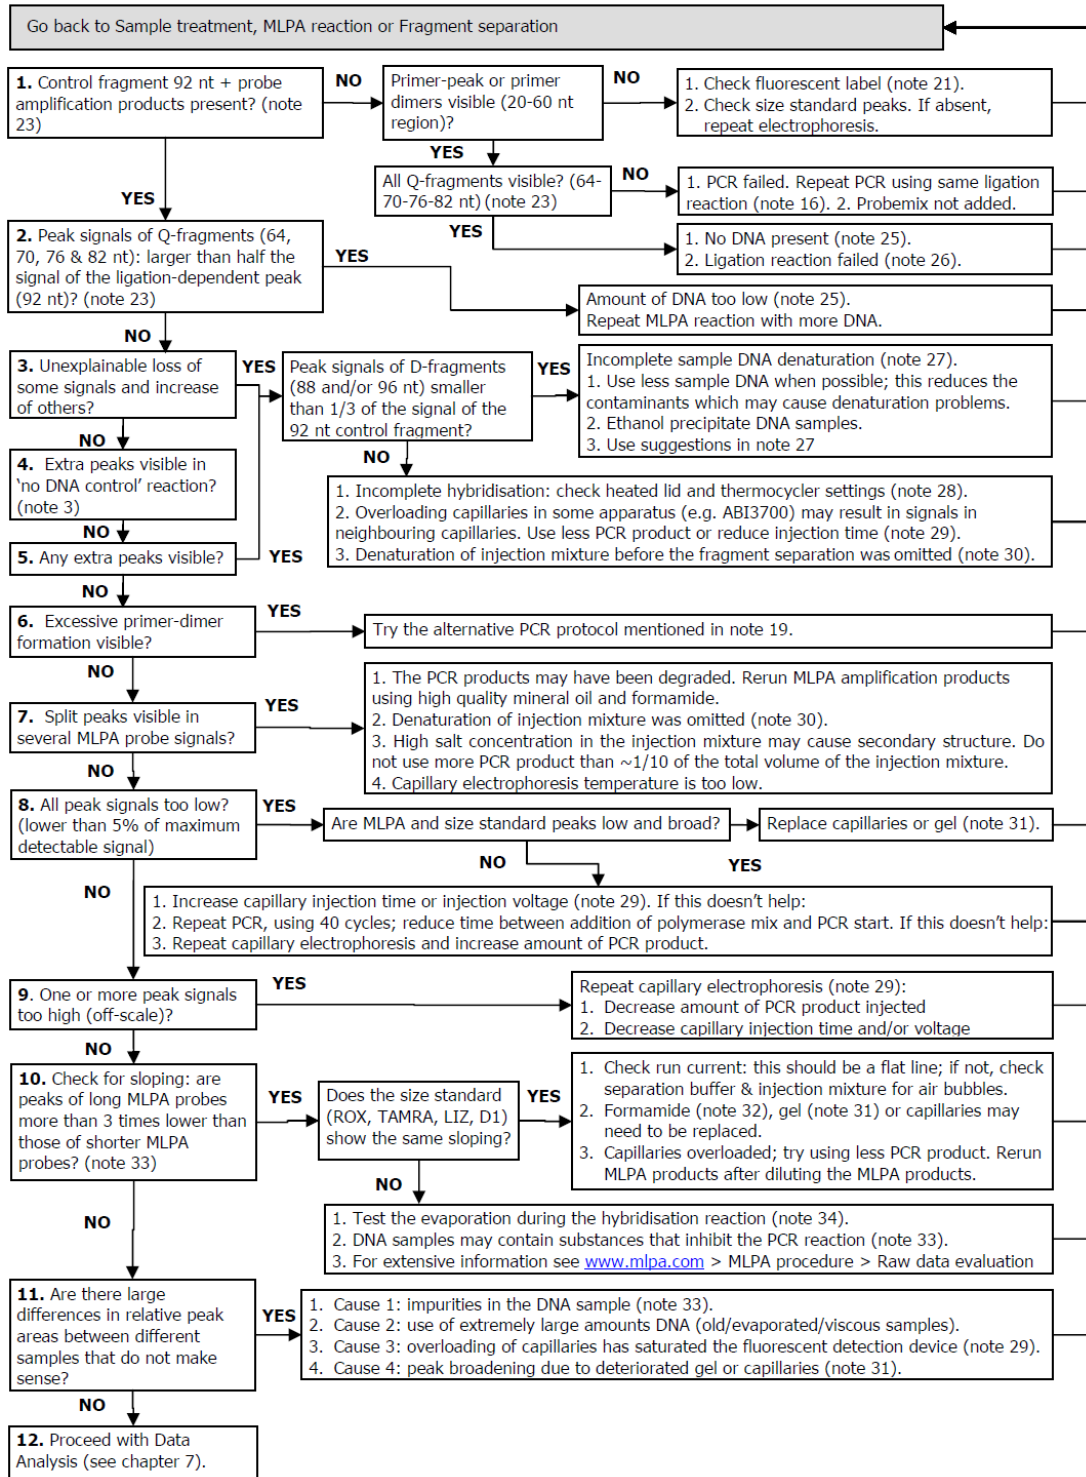 Go back to Sample treatment, MLPA reaction or Fragment separation
1. Control fragment 92 nt + probe
amplification products present? (note
23)
NO
Primer-peak or primer
dimers visible (20-60 nt
region)?
NO
1. Check fluorescent label (note 21).
2. Check size standard peaks. If absent,
repeat electrophoresis.
YES
YES
All Q-fragments visible? (64-
70-76-82 nt) (note 23)
NO
1. PCR failed. Repeat PCR using same ligation
reaction (note 16). 2. Probemix not added.
YES
1. No DNA present (note 25).
2. Ligation reaction failed (note 26).
2. Peak signals of Q-fragments (64,
70, 76 & 82 nt): larger than half the
signal of the ligation-dependent peak
(92 nt)? (note 23)
YES
Amount of DNA too low (note 25).
Repeat MLPA reaction with more DNA.
NO
3. Unexplainable loss of
some signals and increase
of others?
YES
Peak signals of D-fragments
(88 and/or 96 nt) smaller
than 1/3 of the signal of the
92 nt control fragment?
YES
Incomplete sample DNA denaturation (note 27).
1. Use less sample DNA when possible; this reduces the
contaminants which may cause denaturation problems.
2. Ethanol precipitate DNA samples.
3. Use suggestions in note 27
NO
NO
4. Extra peaks visible in
‘no DNA control’ reaction?
(note 3)
1. Incomplete hybridisation: check heated lid and thermocycler settings (note 28).
2. Overloading capillaries in some apparatus (e.g. ABI3700) may result in signals in
neighbouring capillaries. Use less PCR product or reduce injection time (note 29).
3. Denaturation of injection mixture before the fragment separation was omitted (note 30).
NO
5. Any extra peaks visible?
YES
NO
6. Excessive primer-dimer
formation visible?
YES
Try the alternative PCR protocol mentioned in note 19.
NO
7. Split peaks visible in
several MLPA probe signals?
YES
1. The PCR products may have been degraded. Rerun MLPA amplification products
using high quality mineral oil and formamide.
2. Denaturation of injection mixture was omitted (note 30).
3. High salt concentration in the injection mixture may cause secondary structure. Do
not use more PCR product than ~1/10 of the total volume of the injection mixture.
4. Capillary electrophoresis temperature is too low.
NO
8. All peak signals too low?
(lower than 5% of maximum
detectable signal)
YES
Are MLPA and size standard peaks low and broad?
Replace capillaries or gel (note 31).
NO
YES
NO
1. Increase capillary injection time or injection voltage (note 29). If this doesn’t help:
2. Repeat PCR, using 40 cycles; reduce time between addition of polymerase mix and PCR start. If this doesn’t help:
3. Repeat capillary electrophoresis and increase amount of PCR product.
9. One or more peak signals
too high (off-scale)?
YES
Repeat capillary electrophoresis (note 29):
1. Decrease amount of PCR product injected
2. Decrease capillary injection time and/or voltage
NO
10. Check for sloping: are
peaks of long MLPA probes
more than 3 times lower than
those of shorter MLPA
probes? (note 33)
YES
Does the size standard
(ROX, TAMRA, LIZ, D1)
show the same sloping?
YES
1. Check run current: this should be a flat line; if not, check
separation buffer & injection mixture for air bubbles.
2. Formamide (note 32), gel (note 31) or capillaries may
need to be replaced.
3. Capillaries overloaded; try using less PCR product. Rerun
MLPA products after diluting the MLPA products.
NO
NO
1. Test the evaporation during the hybridisation reaction (note 34).
2. DNA samples may contain substances that inhibit the PCR reaction (note 33).
3. For extensive information see www.mlpa.com > MLPA procedure > Raw data evaluation
11. Are there large
differences in relative peak
areas between different
samples that do not make
sense?
YES
1. Cause 1: impurities in the DNA sample (note 33).
2. Cause 2: use of extremely large amounts DNA (old/evaporated/viscous samples).
3. Cause 3: overloading of capillaries has saturated the fluorescent detection device (note 29).
4. Cause 4: peak broadening due to deteriorated gel or capillaries (note 31).
NO
12. Proceed with Data
Analysis (see chapter 7).